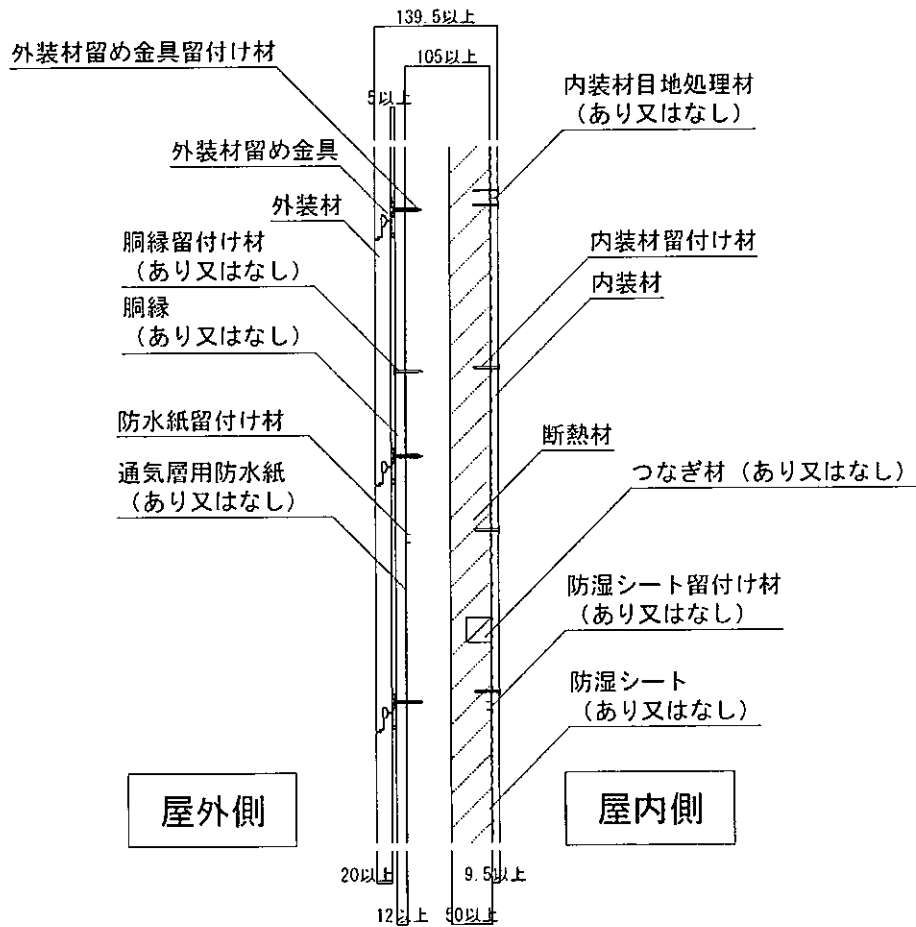 139.5以上
105以上
5以上
外装材留め金具留付け材
外装材留め金具
外装材
胴縁留付け材
(あり又はなし)
胴縁
(あり又はなし)
防水紙留付け材
通気層用防水紙
(あり又はなし)
内装材目地処理材
(あり又はなし)
内装材留付け材
内装材
断熱材
つなぎ材(あり又はなし)
防湿シート留付け材
(あり又はなし)
防湿シート
(あり又はなし)
屋外側
屋内側
20以上
9.5以上
12以上
50以上